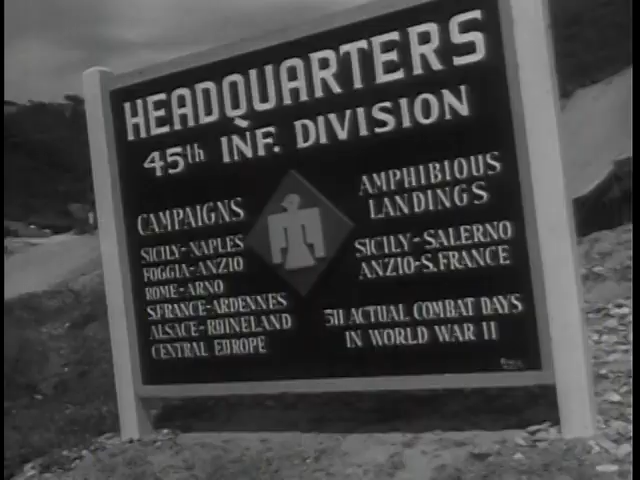 HEADQUARTERS
45th INF. DIVISION
CAMPAIGNS
SICILY-NAPLES
FOGGIA-ANZIO
ROME-ARNO
S.FRANCE-ARDENNES
ALSACE-RHINELAND
CENTRAL EUROPE
AMPHIBIOUS
LANDINGS
SICILY-SALERNO
ANZIO-S.FRANCE
511 ACTUAL COMBAT DAYS
IN WORLD WAR II